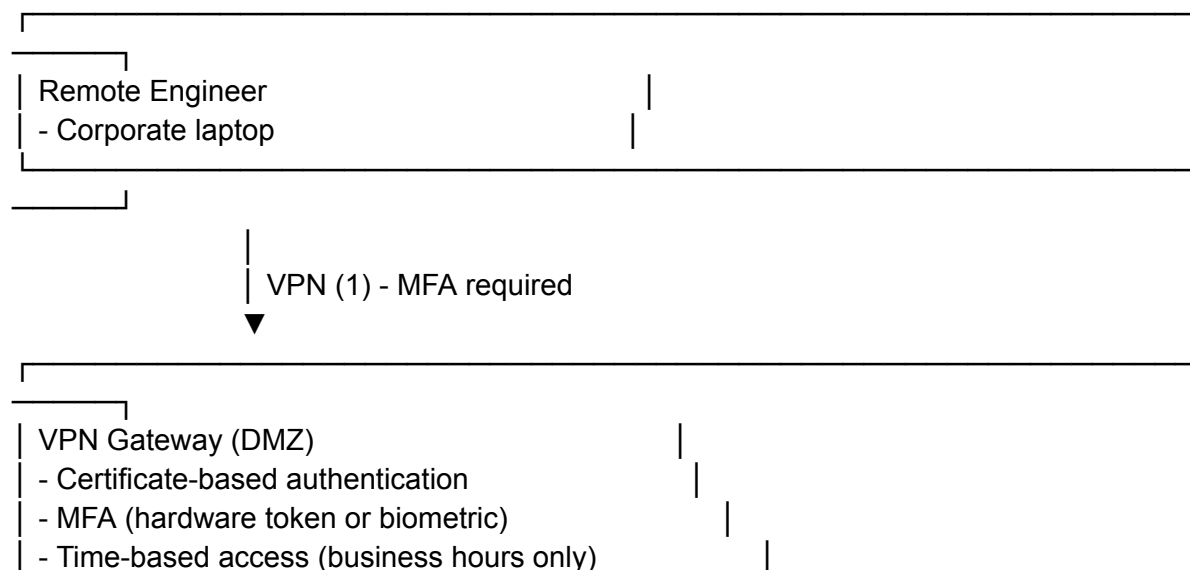 Remote Engineer
- Corporate laptop
VPN (1) - MFA required
VPN Gateway (DMZ)
- Certificate-based authentication
- MFA (hardware token or biometric)
- Time-based access (business hours only)